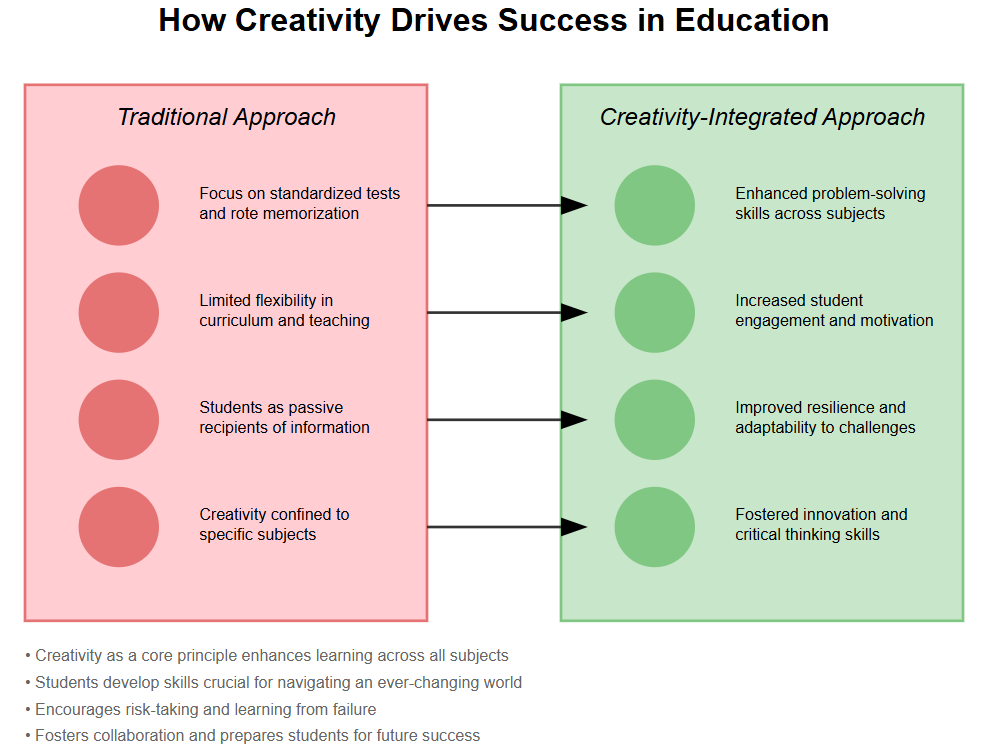 How Creativity Drives Success in Education
Traditional Approach
Focus on standardized tests
and rote memorization
Limited flexibility in
curriculum and teaching
Students as passive
recipients of information
Creativity confined to
specific subjects
Creativity-Integrated Approach
Enhanced problem-solving
skills across subjects
Increased student
engagement and motivation
Improved resilience and
adaptability to challenges
Fostered innovation and
critical thinking skills
• Creativity as a core principle enhances learning across all subjects
• Students develop skills crucial for navigating an ever-changing world
• Encourages risk-taking and learning from failure
• Fosters collaboration and prepares students for future success